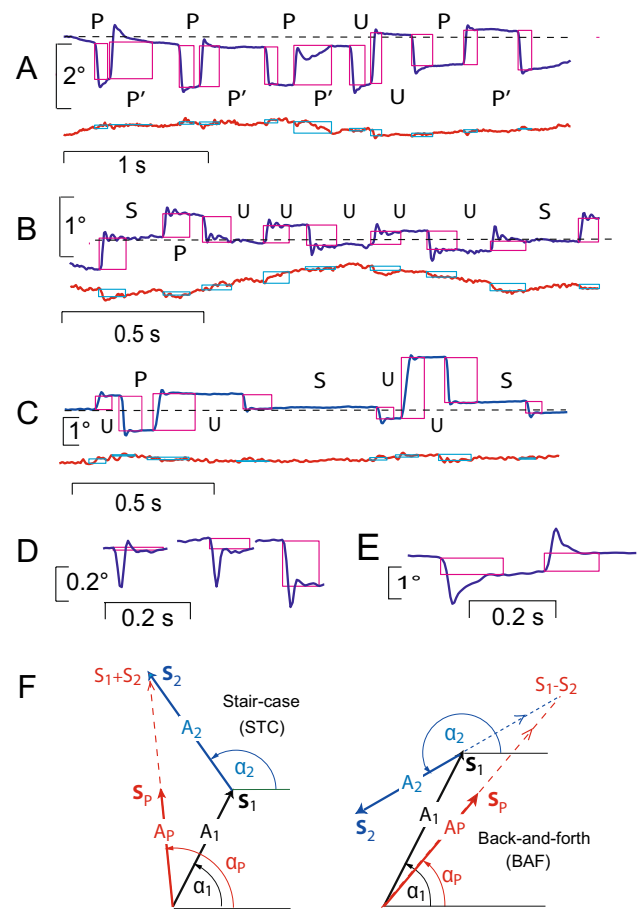 P P P U P
A
2°
P' P' P' U P'
1 s
B
1°
S U U U U U S
P
0.5 s
C
P S U S
1°
U U U
0.5 s
D
0.2°
0.2 s
E
1°
0.2 s
F
S1+S2 S2
Stair-case
(STC)
A2
α2
S1
SP
AP A1
αP
α1
S1-S2
α2
S1
A2
SP
S2
A1 AP
Back-and-forth
(BAF)
αP
α1